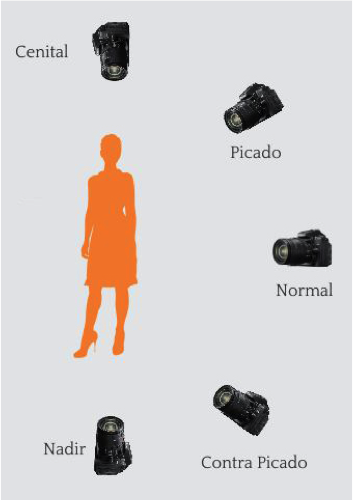 Cenital
Picado
Normal
Nadir
Contra Picado